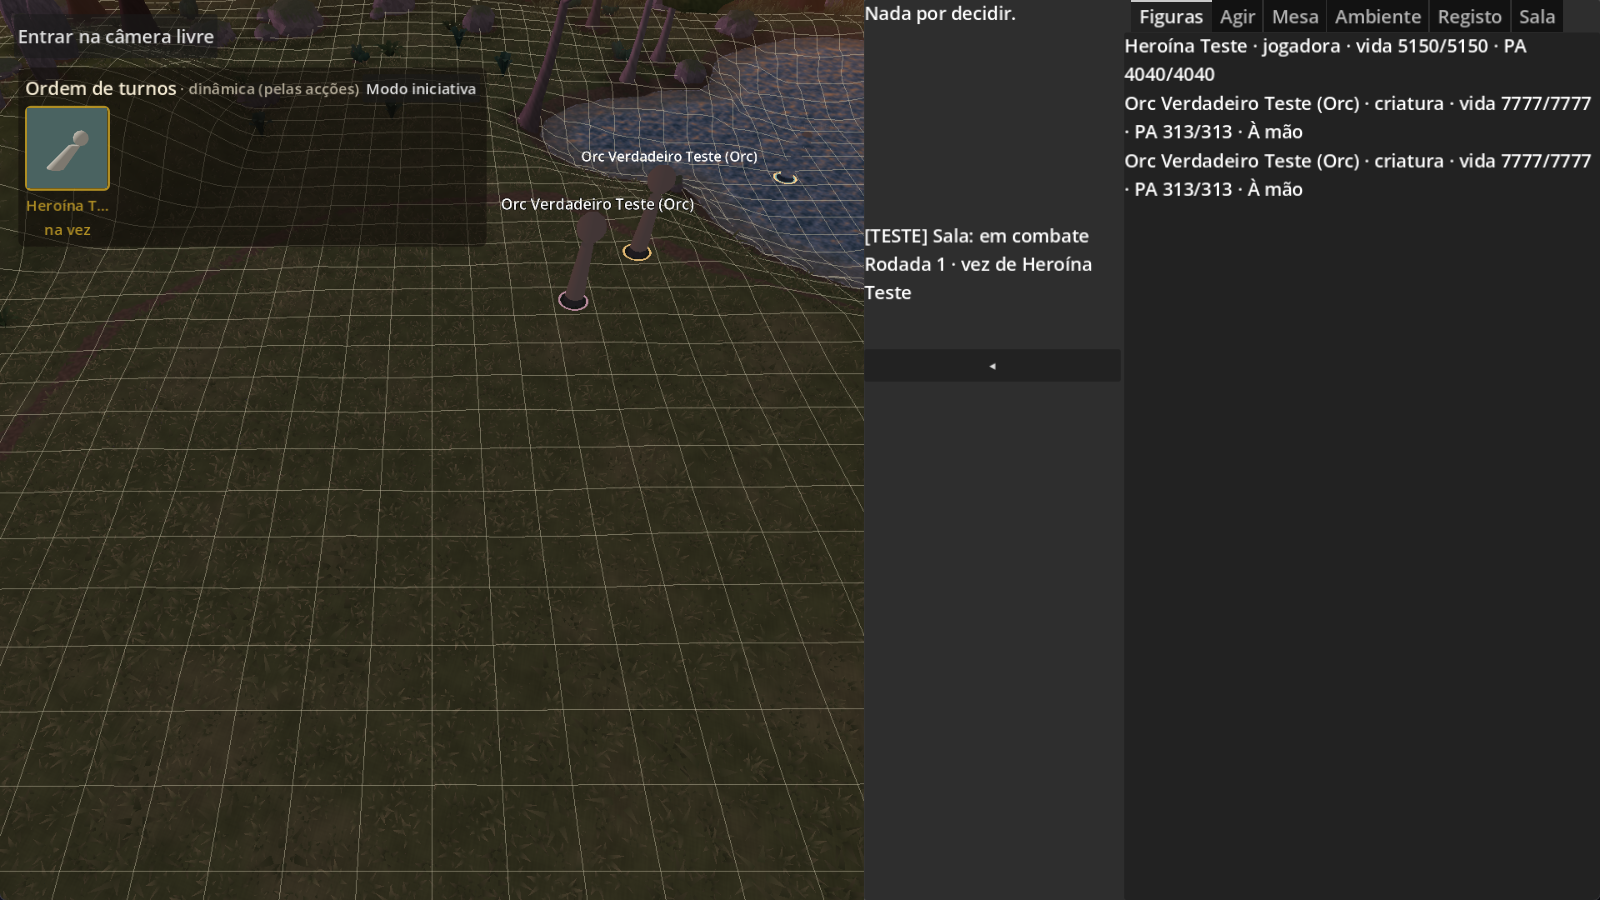 Entrar na câmera livre
Ordem de turnos · dinâmica (pelas acções) Modo iniciativa
Heroína T...
na vez
Orc Verdadeiro Teste (Orc)
Orc Verdadeiro Teste (Orc)
Nada por decidir.
[TESTE] Sala: em combate
Rodada 1 · vez de Heroína
Teste
Figuras Agir Mesa Ambiente Registo Sala
Heroína Teste · jogadora · vida 5150/5150 · PA
4040/4040
Orc Verdadeiro Teste (Orc) · criatura · vida 7777/7777
· PA 313/313 · À mão
Orc Verdadeiro Teste (Orc) · criatura · vida 7777/7777
· PA 313/313 · À mão